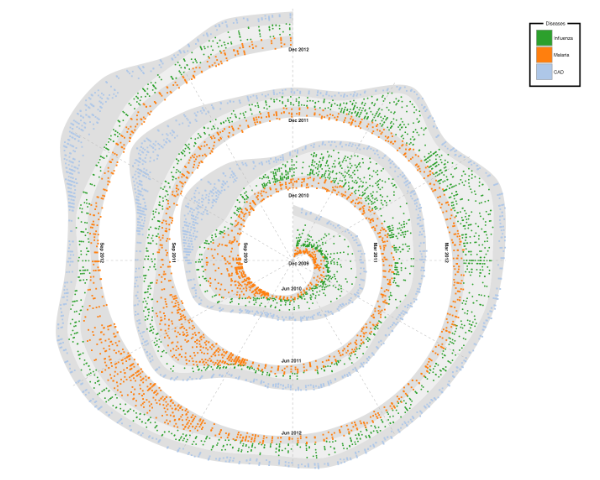 Diseases
Influenza
Malaria
CAD
Dec 2012
Dec 2011
Dec 2010
Dec 2009
Jun 2010
Jun 2011
Jun 2012
Sep 2012
Sep 2011
Sep 2010
Mar 2011
Mar 2012